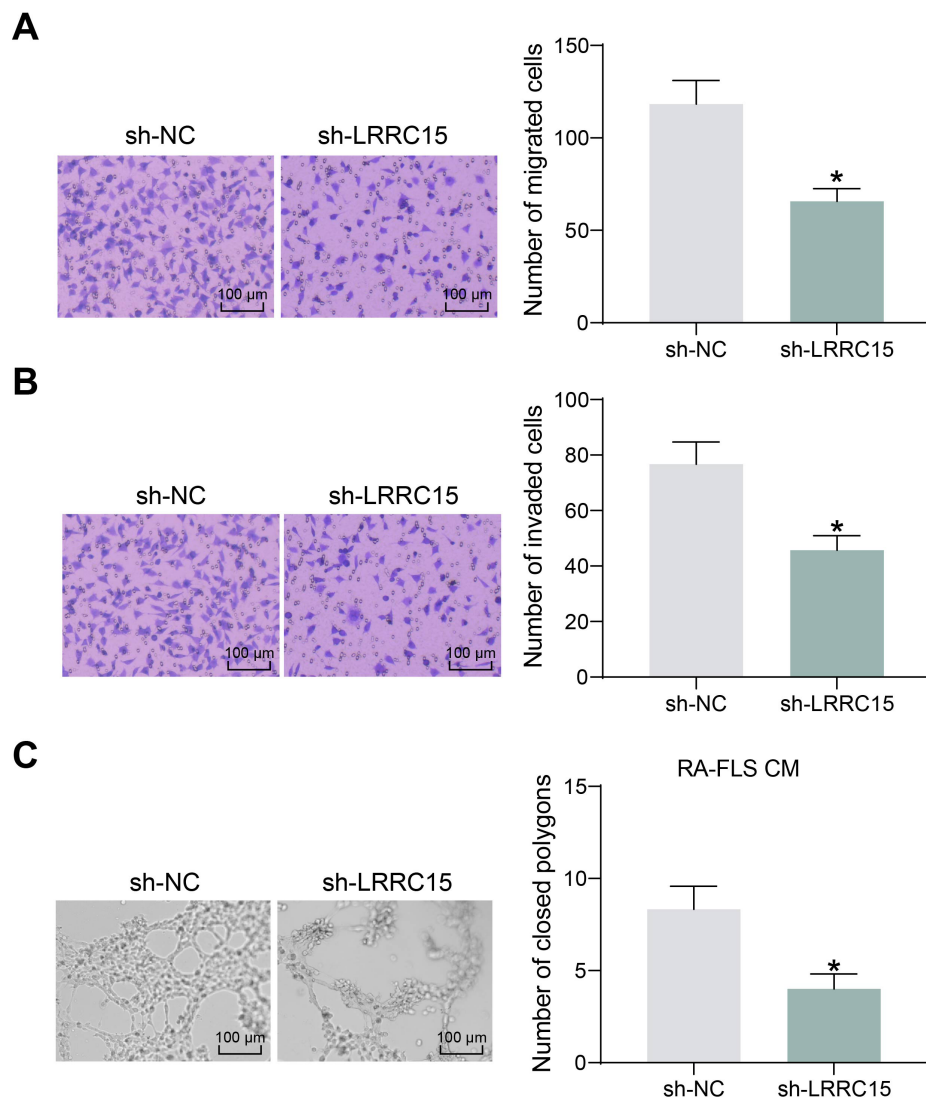 A
sh-NC
sh-LRRC15
100 µm
100 µm
Number of migrated cells
150
100
50
0
*
sh-NC
sh-LRRC15
B
sh-NC
sh-LRRC15
100 µm
100 µm
Number of invaded cells
100
80
60
40
20
0
*
sh-NC
sh-LRRC15
C
sh-NC
sh-LRRC15
100 µm
100 µm
RA-FLS CM
Number of closed polygons
15
10
5
0
*
sh-NC
sh-LRRC15